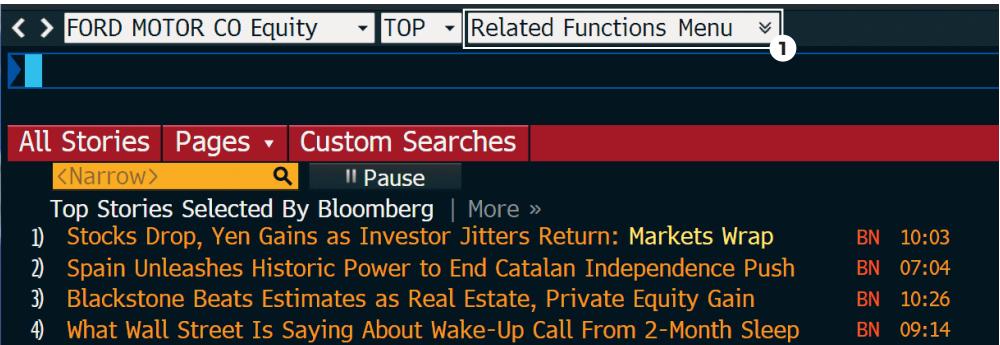 FORD MOTOR CO Equity TOP Related Functions Menu
1
All Stories Pages Custom Searches
<Narrow> Pause
Top Stories Selected By Bloomberg | More »
1) Stocks Drop, Yen Gains as Investor Jitters Return: Markets Wrap BN 10:03
2) Spain Unleashes Historic Power to End Catalan Independence Push BN 07:04
3) Blackstone Beats Estimates as Real Estate, Private Equity Gain BN 10:26
4) What Wall Street Is Saying About Wake-Up Call From 2-Month Sleep BN 09:14